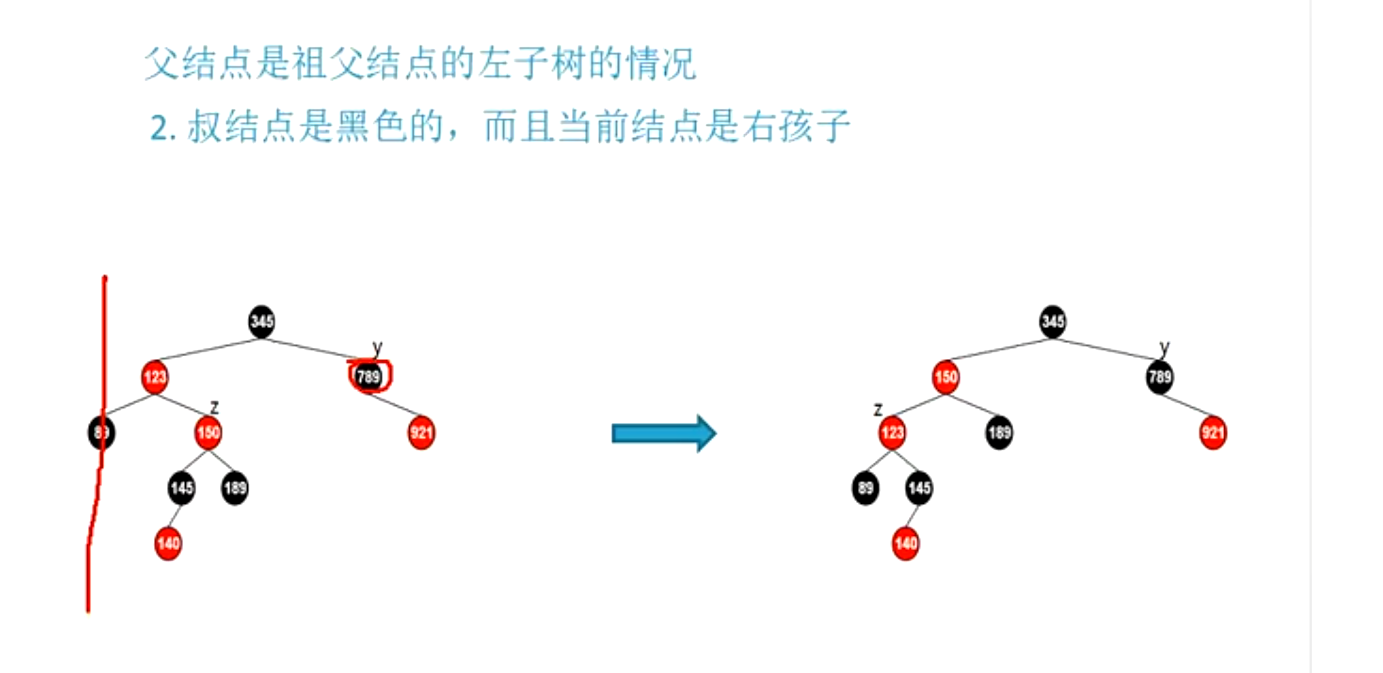 父结点是祖父结点的左子树的情况
2. 叔结点是黑色的，而且当前结点是右孩子
345 345
y y
123 789 150 789
z z
89 150 921 123 189 921
145 189 89 145
140 140